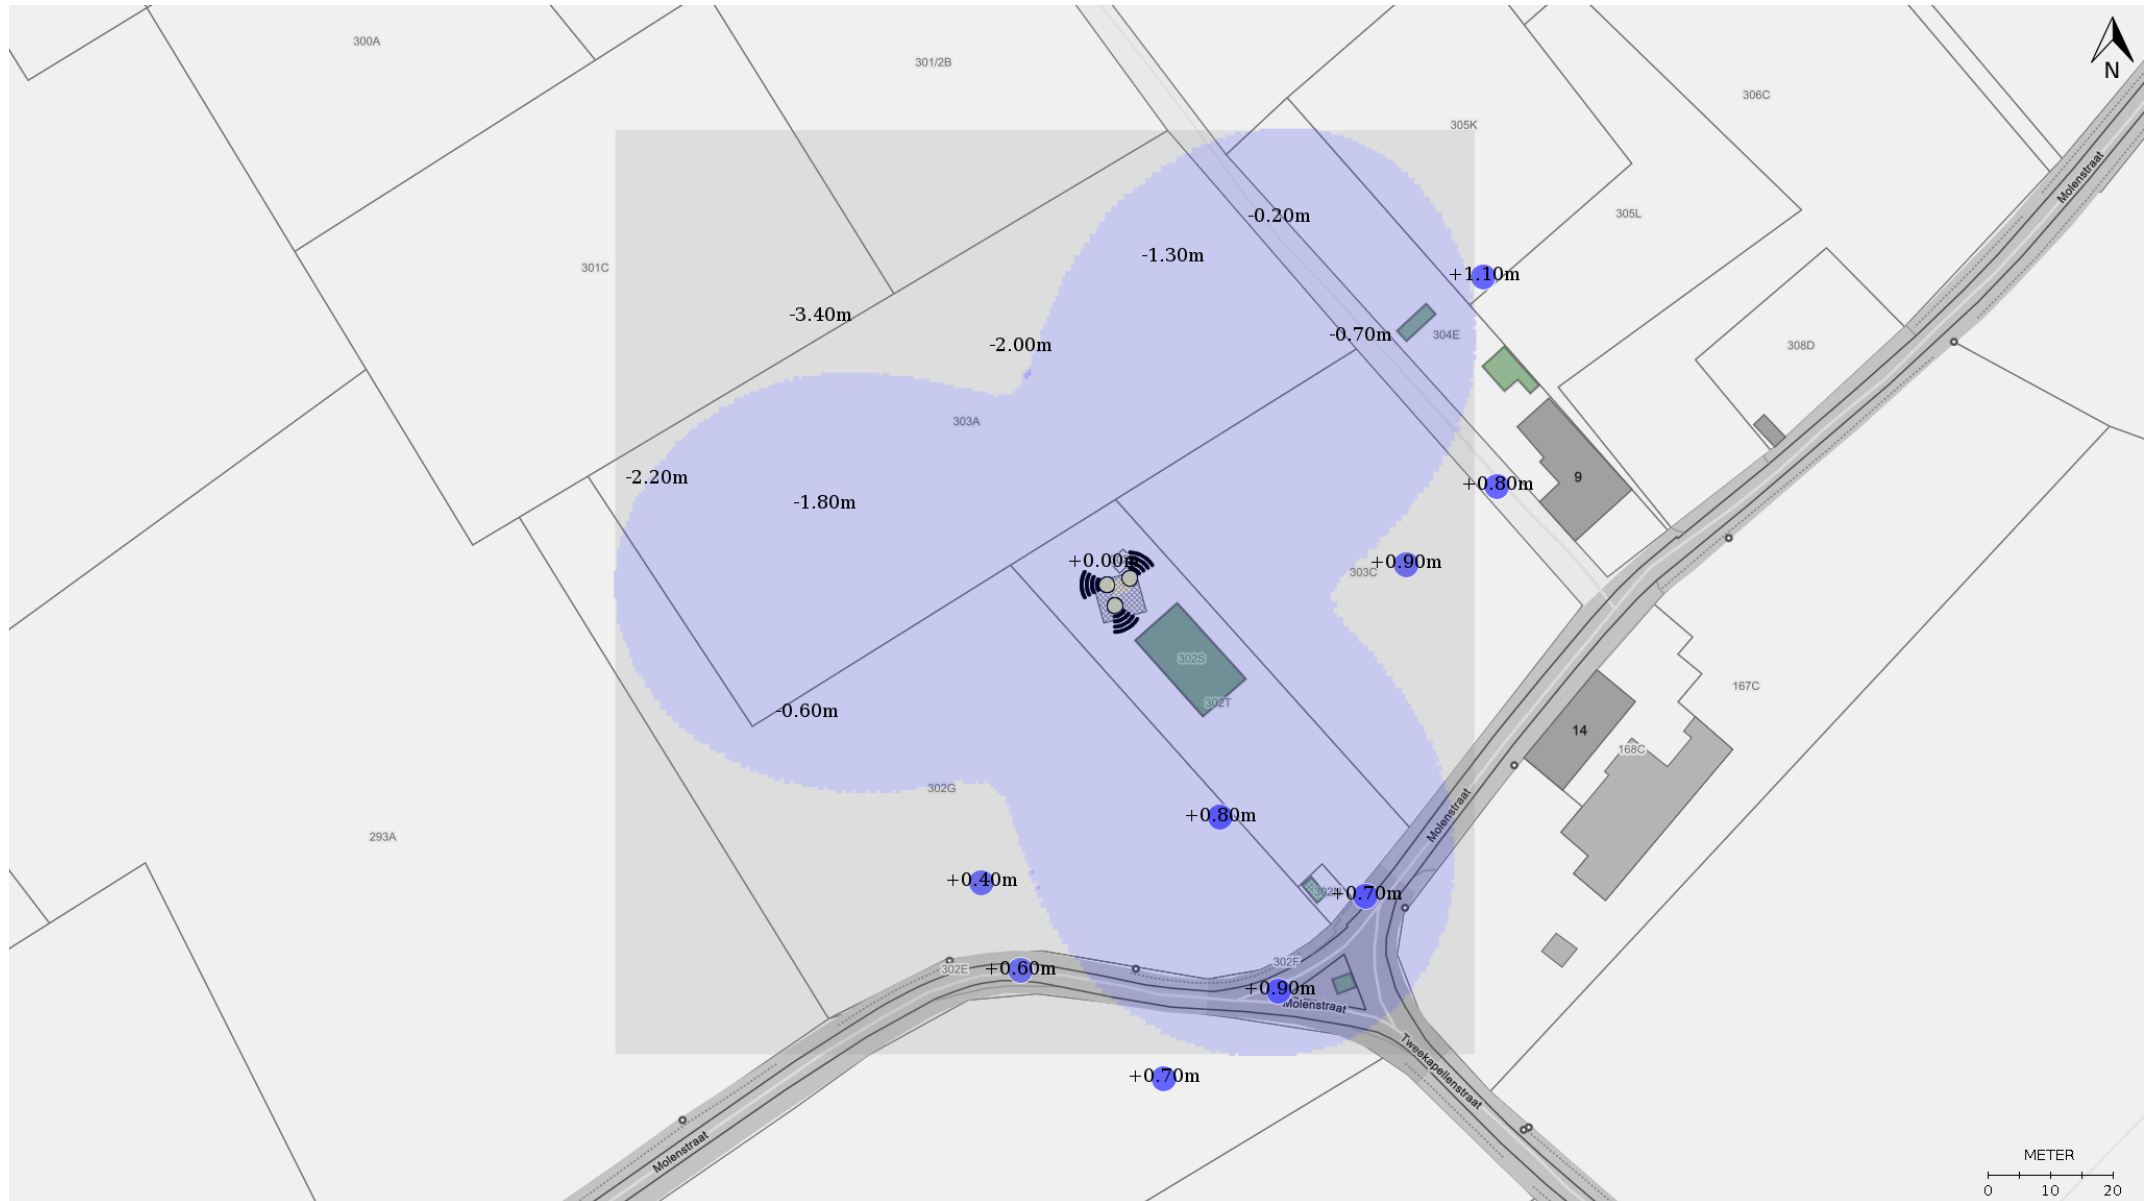 300A
301/2B
N
306C
305K
Molenstraat
305L
-0.20m
-1.30m
301C
+1.10m
-3.40m
-0.70m
304E
-2.00m
308D
303A
-2.20m
9
+0.80m
-1.80m
+0.00m
+0.90m
303C
302S
167C
302T
-0.60m
14
168C
302G
Molenstraat
+0.80m
293A
+0.40m
+0.70m
302E
+0.60m
302F
+0.90m
Molenstraat
Tweekapellenstraat
+0.70m
Molenstraat
METER
0 10 20